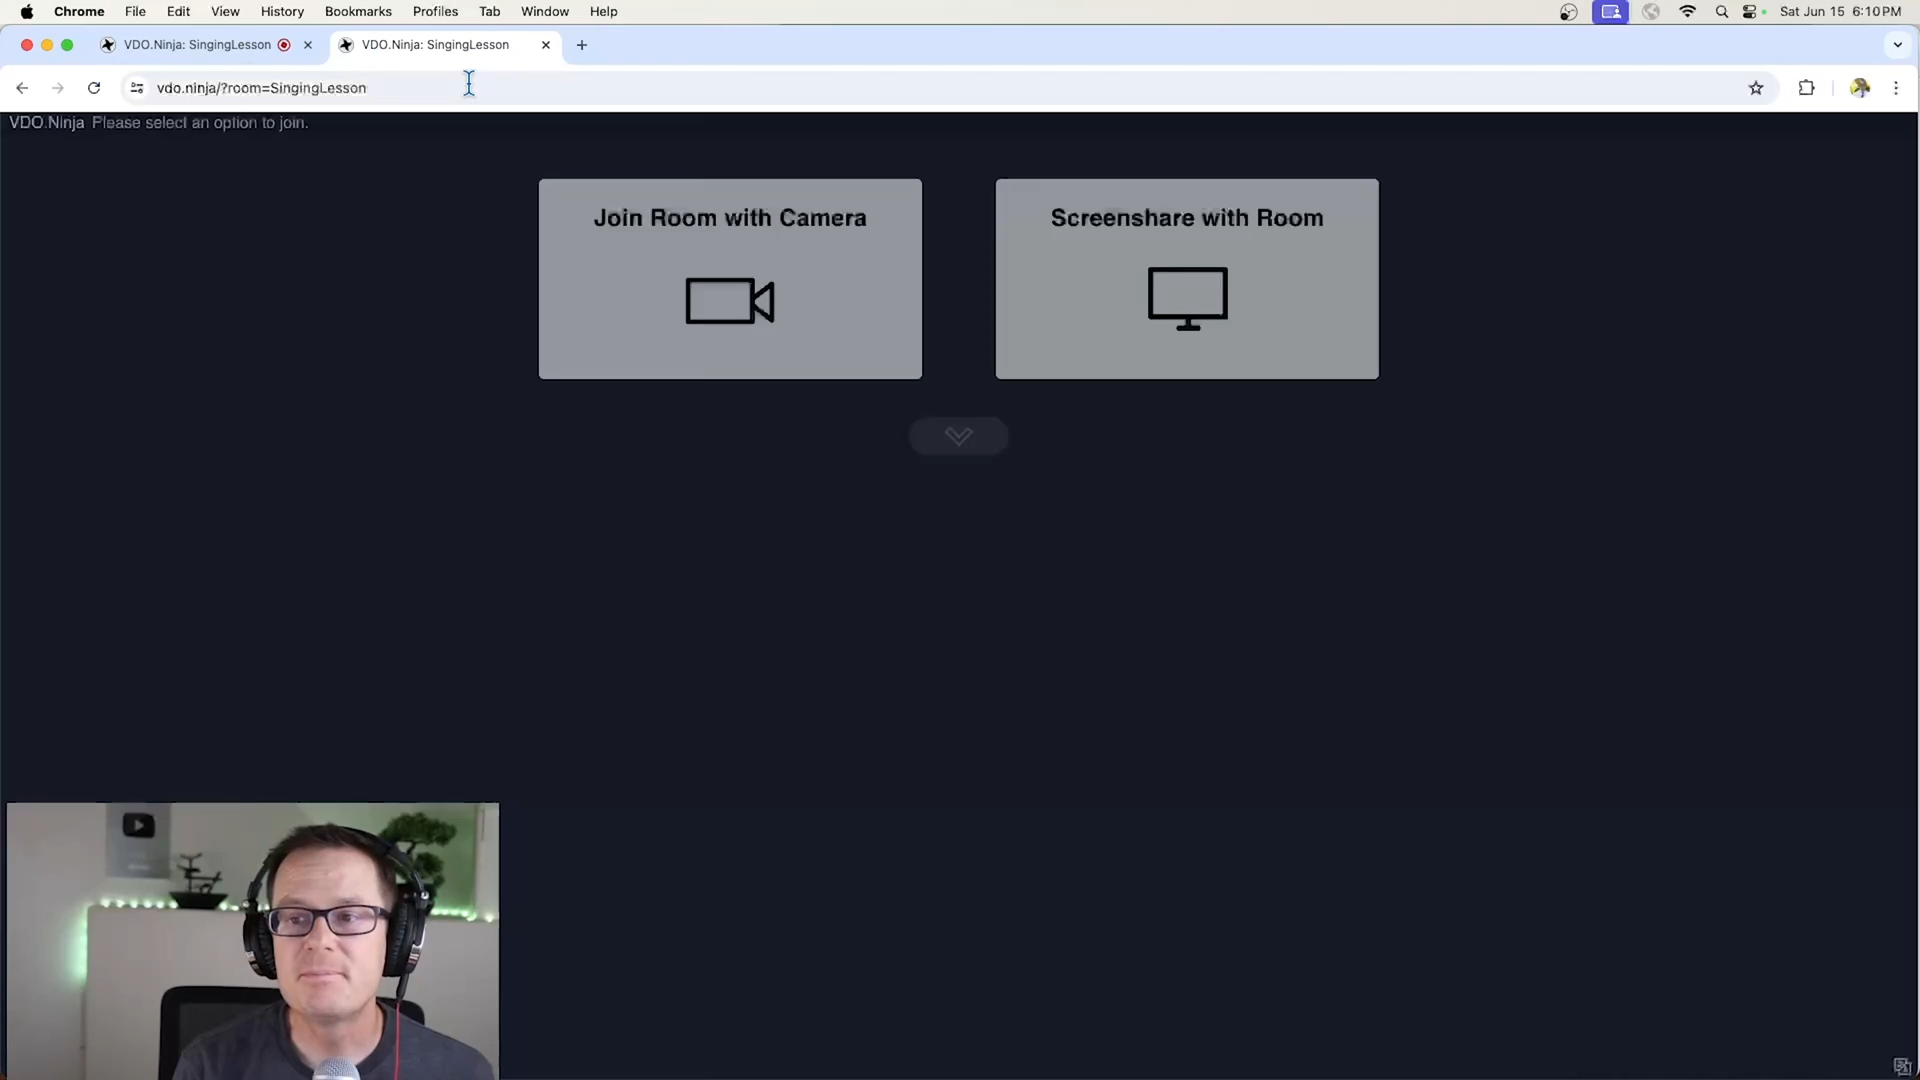 Chrome File Edit View History Bookmarks Profiles Tab Window Help Sat Jun 15 6:10 PM
VDO.Ninja: SingingLesson VDO.Ninja: SingingLesson
vdo.ninja/?room=SingingLesson
VDO.Ninja Please select an option to join.
Join Room with Camera Screenshare with Room